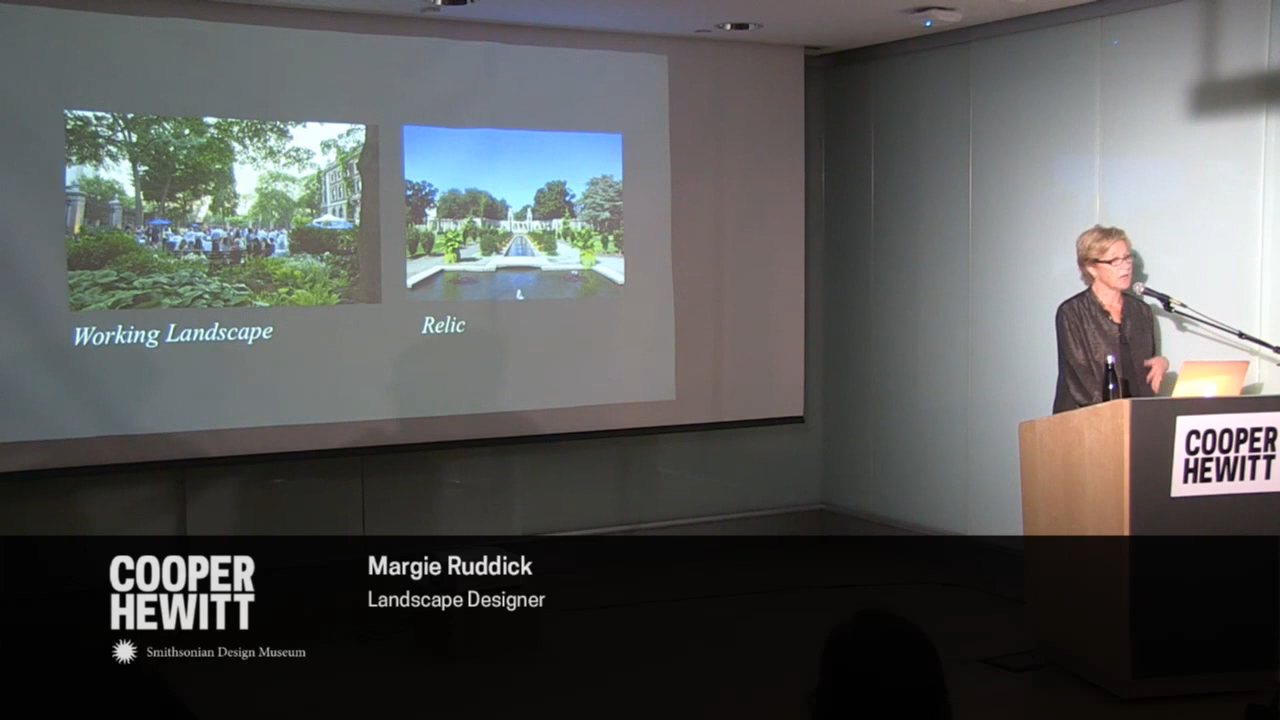 Working Landscape
Relic
COOPER
HEWITT
COOPER
HEWITT
Smithsonian Design Museum
Margie Ruddick
Landscape Designer